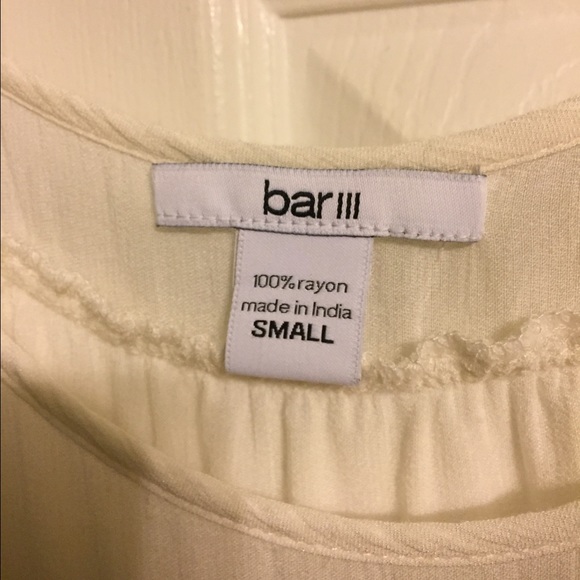 bar III
100% rayon
made in India
SMALL